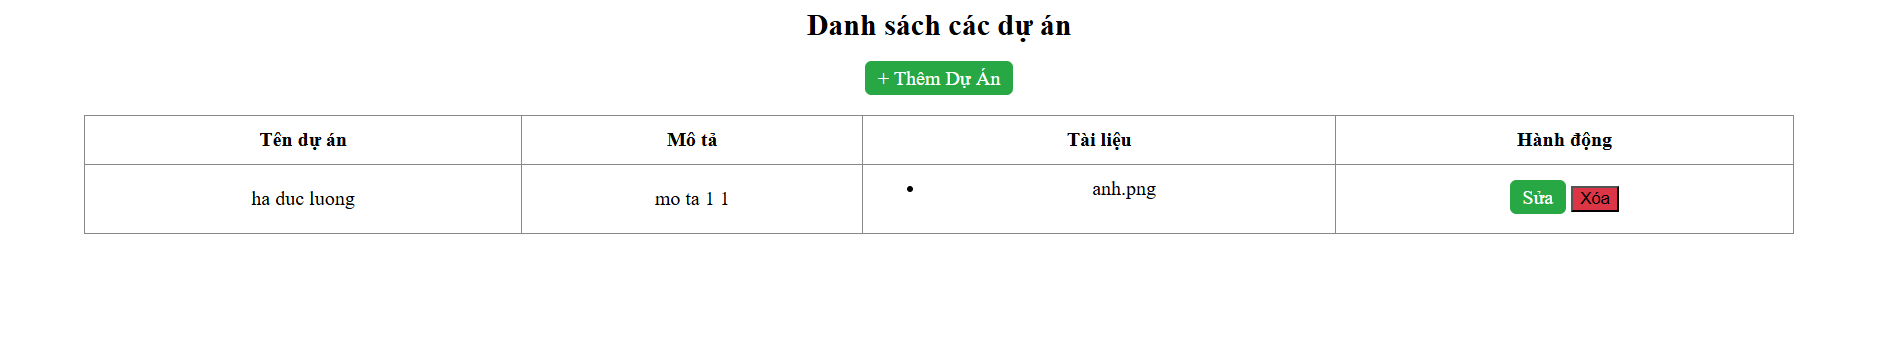 Danh sách các dự án
+ Thêm Dự Án
Tên dự án Mô tả Tài liệu Hành động
ha duc luong mo ta 1 1 • anh.png Sửa Xóa